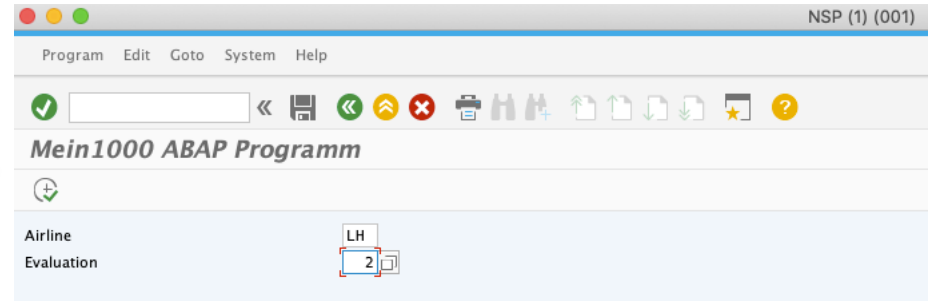 NSP (1) (001)
Program Edit Goto System Help
Mein1000 ABAP Programm
Airline LH
Evaluation 2